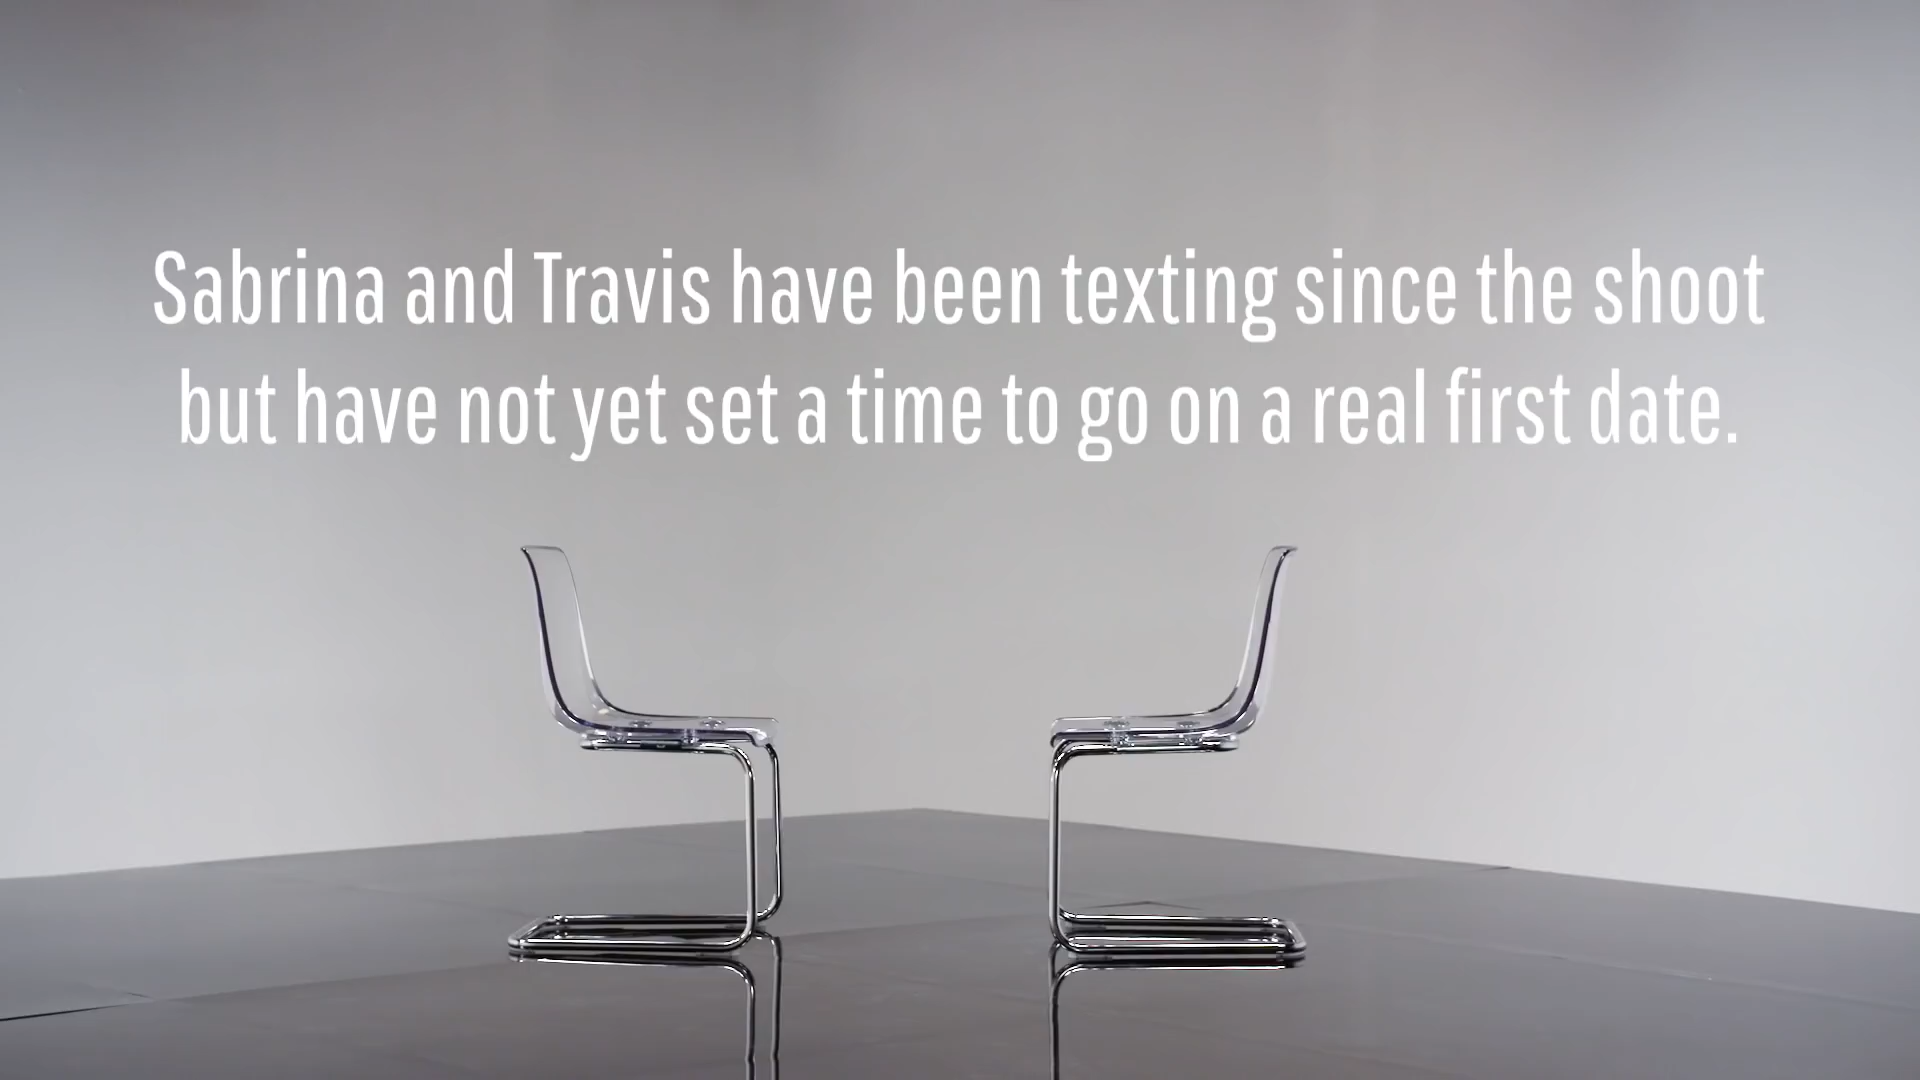 Sabrina and Travis have been texting since the shoot
but have not yet set a time to go on a real first date.